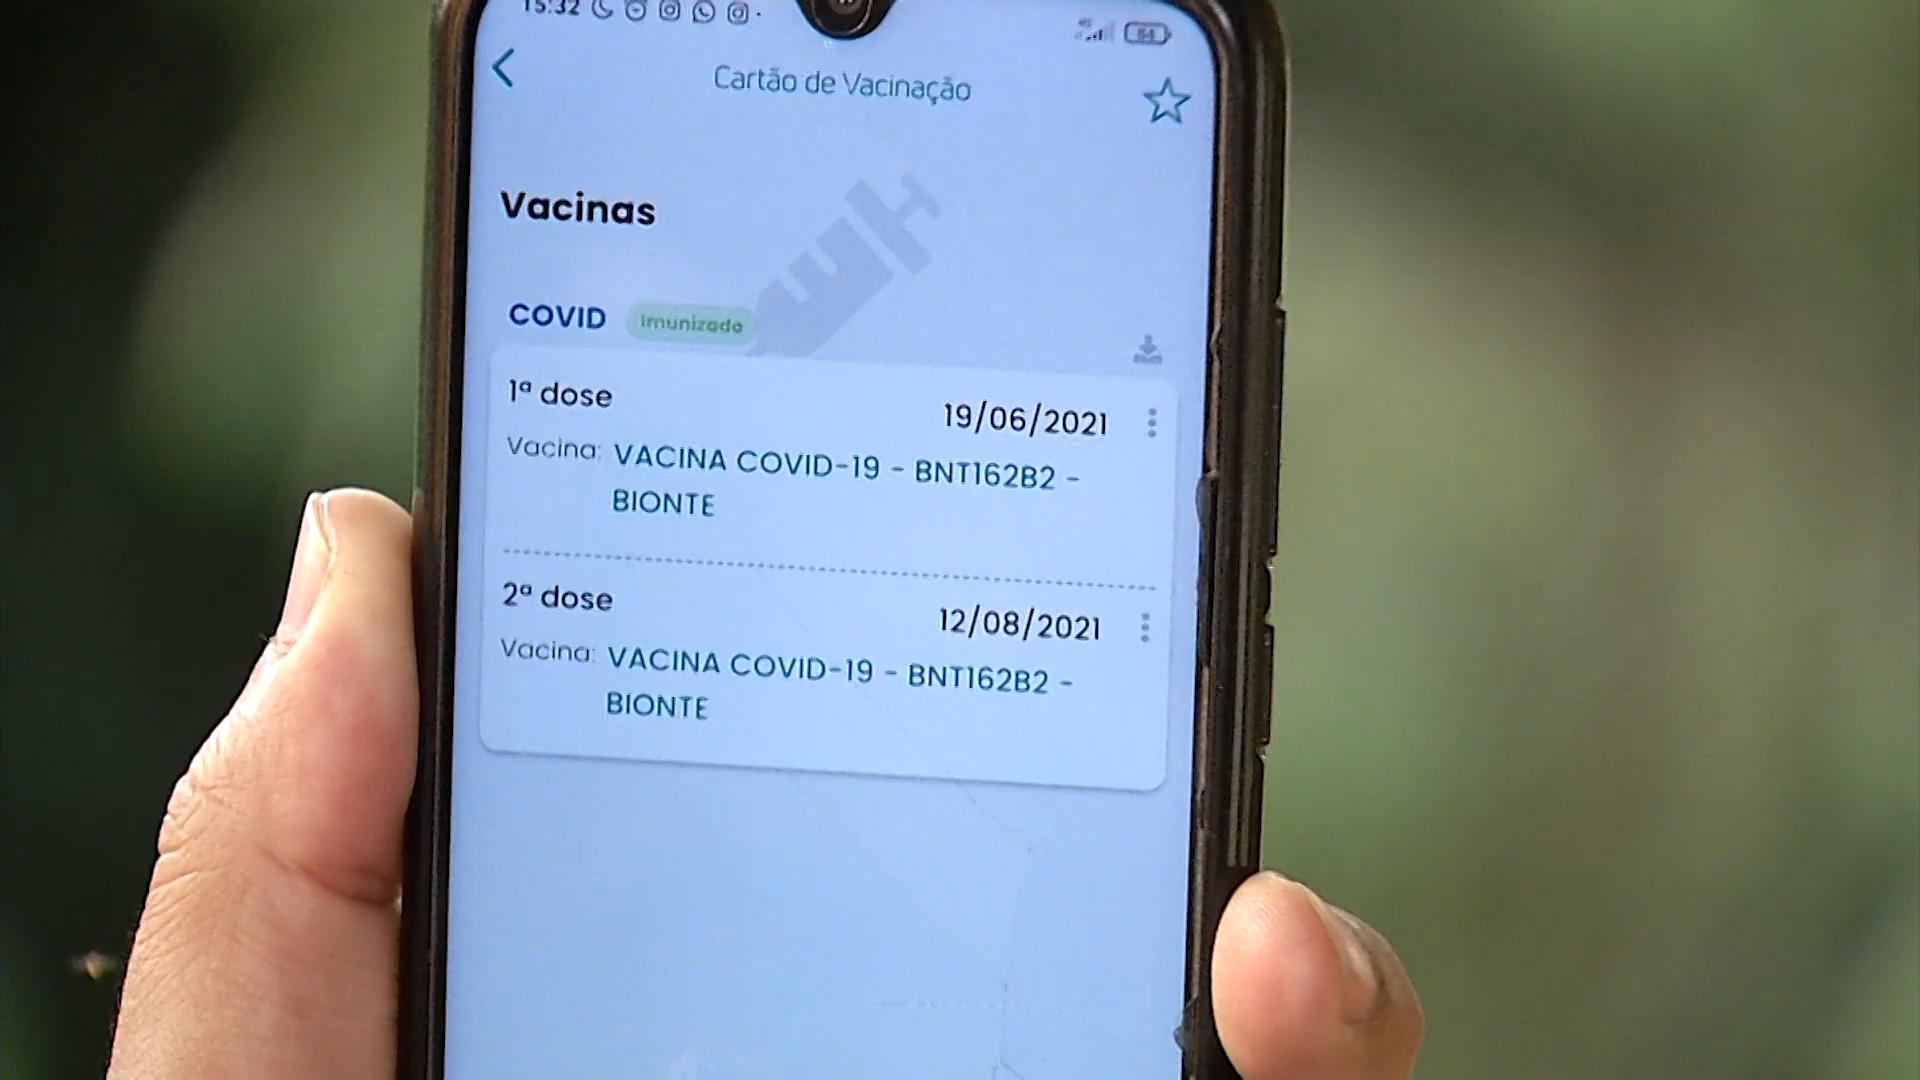 15:32
84
Cartão de Vacinação
Vacinas
COVID Imunizado
1ª dose 19/06/2021
Vacina: VACINA COVID-19 - BNT162B2 -
BIONTE
2ª dose 12/08/2021
Vacina: VACINA COVID-19 - BNT162B2 -
BIONTE